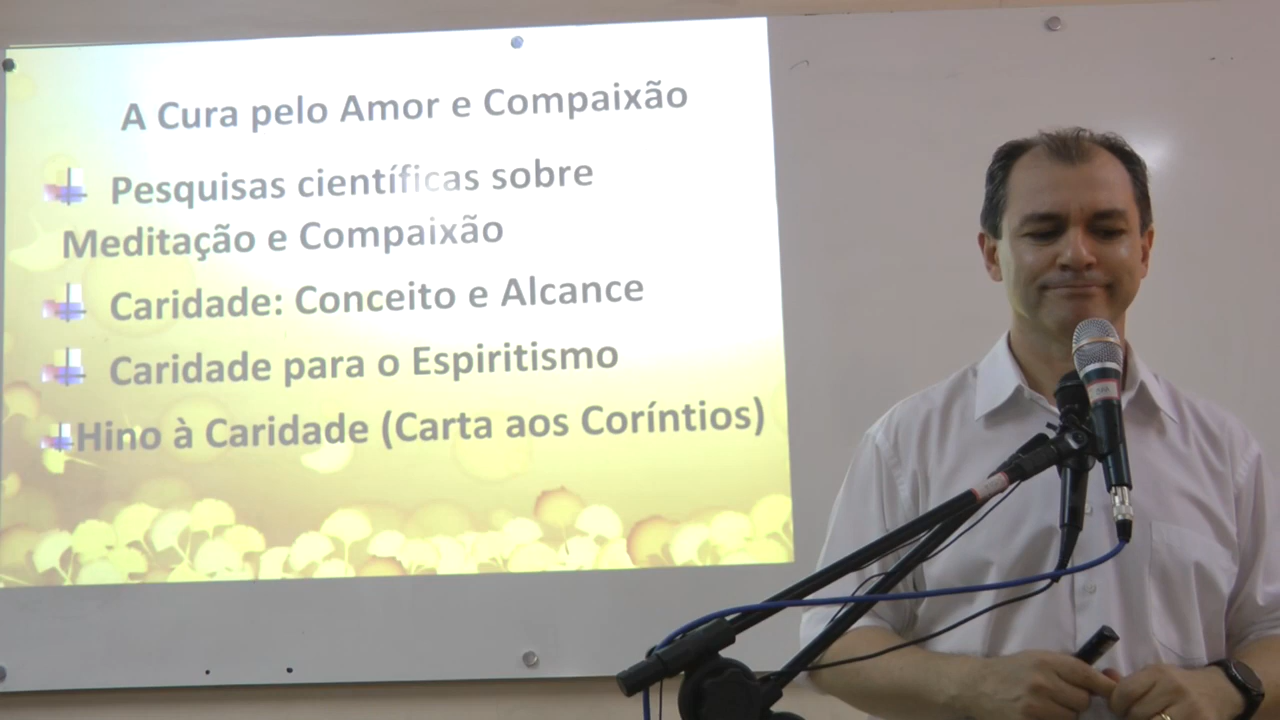 A Cura pelo Amor e Compaixão
Pesquisas científicas sobre
Meditação e Compaixão
Caridade: Conceito e Alcance
Caridade para o Espiritismo
Hino à Caridade (Carta aos Coríntios)